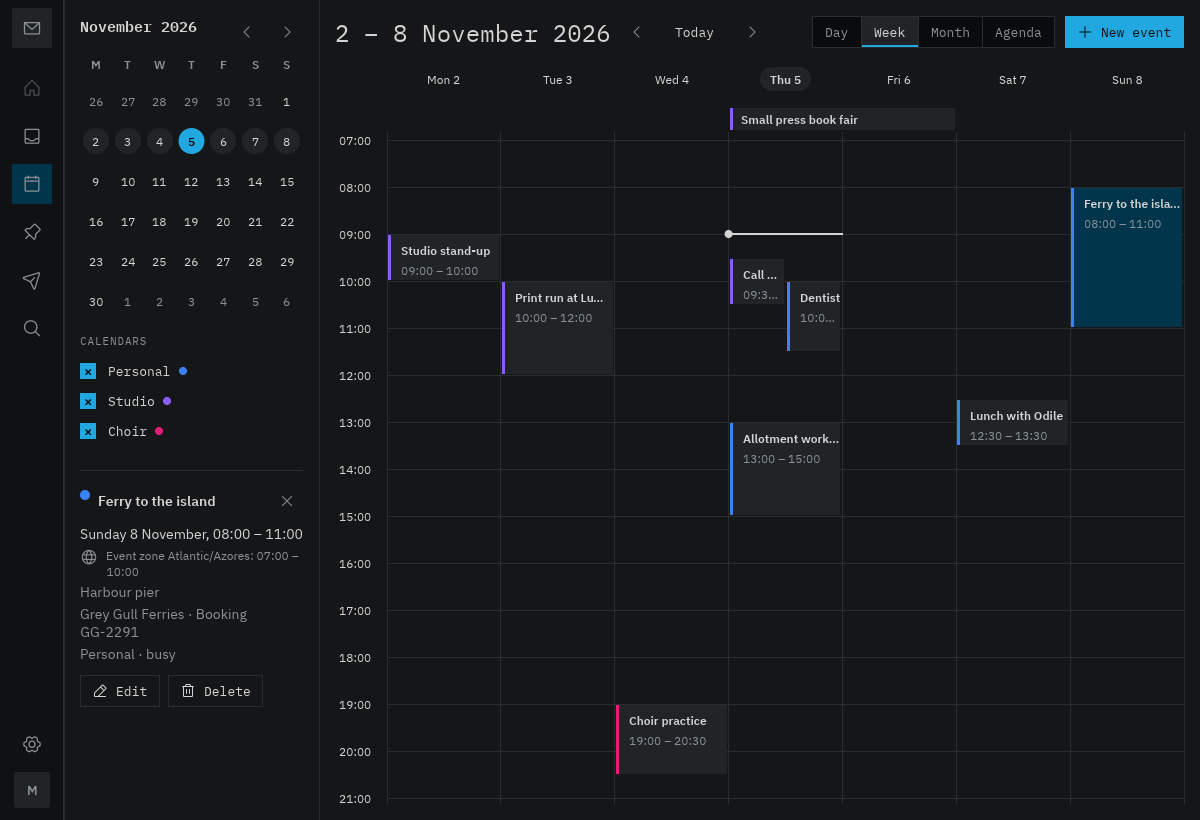 November 2026
M T W T F S S
26 27 28 29 30 31 1
2 3 4 5 6 7 8
9 10 11 12 13 14 15
16 17 18 19 20 21 22
23 24 25 26 27 28 29
30 1 2 3 4 5 6
CALENDARS
Personal
Studio
Choir
Ferry to the island
Sunday 8 November, 08:00 – 11:00
Event zone Atlantic/Azores: 07:00 –
10:00
Harbour pier
Grey Gull Ferries · Booking
GG-2291
Personal · busy
Edit Delete
M
2 – 8 November 2026 Today Day Week Month Agenda New event
Mon 2 Tue 3 Wed 4 Thu 5 Fri 6 Sat 7 Sun 8
Small press book fair
07:00
08:00
09:00
10:00
11:00
12:00
13:00
14:00
15:00
16:00
17:00
18:00
19:00
20:00
21:00
Studio stand-up
09:00 – 10:00
Print run at Lu...
10:00 – 12:00
Choir practice
19:00 – 20:30
Call ...
09:3...
Dentist
10:0...
Allotment work...
13:00 – 15:00
Lunch with Odile
12:30 – 13:30
Ferry to the isla...
08:00 – 11:00